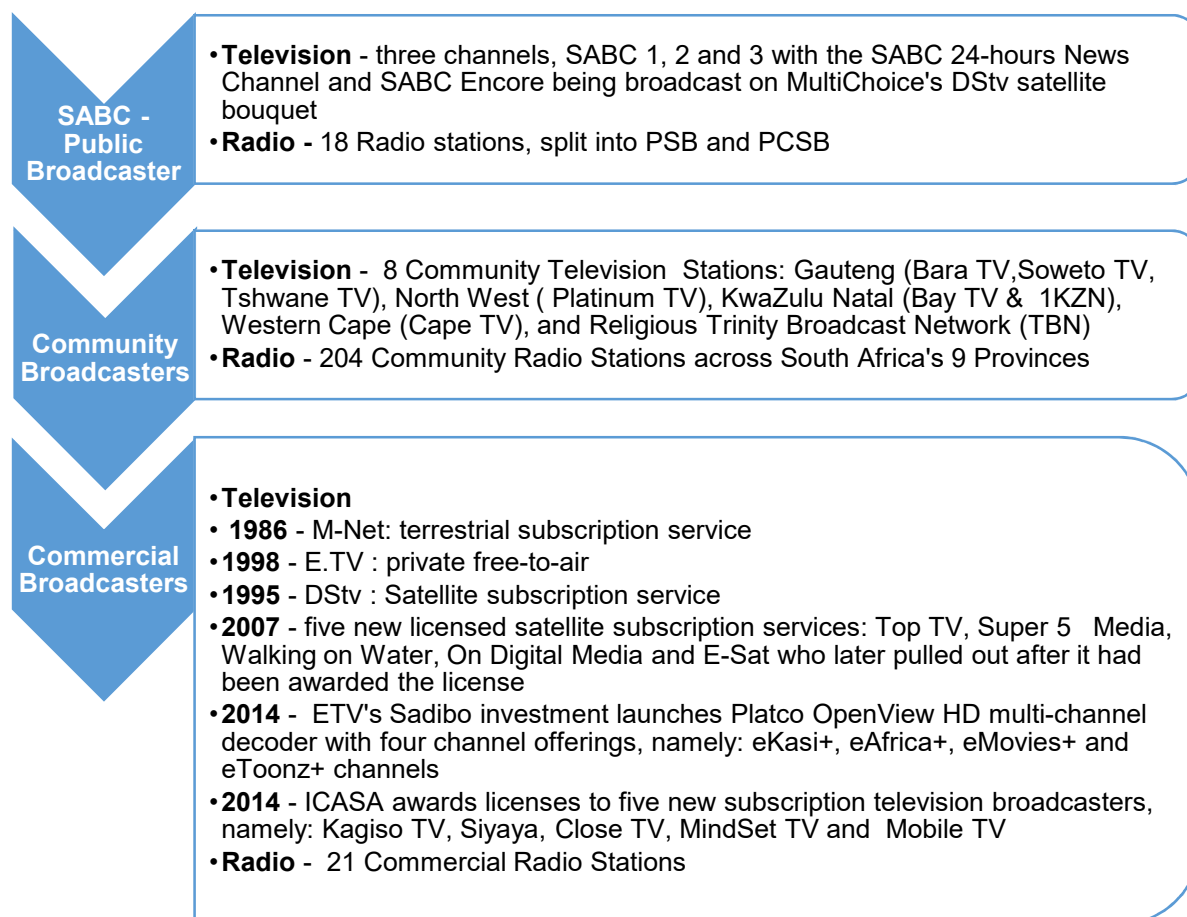 SABC -
Public
Broadcaster
•Television - three channels, SABC 1, 2 and 3 with the SABC 24-hours News
Channel and SABC Encore being broadcast on MultiChoice's DStv satellite
bouquet
•Radio - 18 Radio stations, split into PSB and PCSB
Community
Broadcasters
•Television - 8 Community Television Stations: Gauteng (Bara TV,Soweto TV,
Tshwane TV), North West ( Platinum TV), KwaZulu Natal (Bay TV & 1KZN),
Western Cape (Cape TV), and Religious Trinity Broadcast Network (TBN)
•Radio - 204 Community Radio Stations across South Africa's 9 Provinces
Commercial
Broadcasters
•Television
• 1986 - M-Net: terrestrial subscription service
•1998 - E.TV : private free-to-air
•1995 - DStv : Satellite subscription service
•2007 - five new licensed satellite subscription services: Top TV, Super 5 Media,
Walking on Water, On Digital Media and E-Sat who later pulled out after it had
been awarded the license
•2014 - ETV's Sadibo investment launches Platco OpenView HD multi-channel
decoder with four channel offerings, namely: eKasi+, eAfrica+, eMovies+ and
eToonz+ channels
•2014 - ICASA awards licenses to five new subscription television broadcasters,
namely: Kagiso TV, Siyaya, Close TV, MindSet TV and Mobile TV
•Radio - 21 Commercial Radio Stations